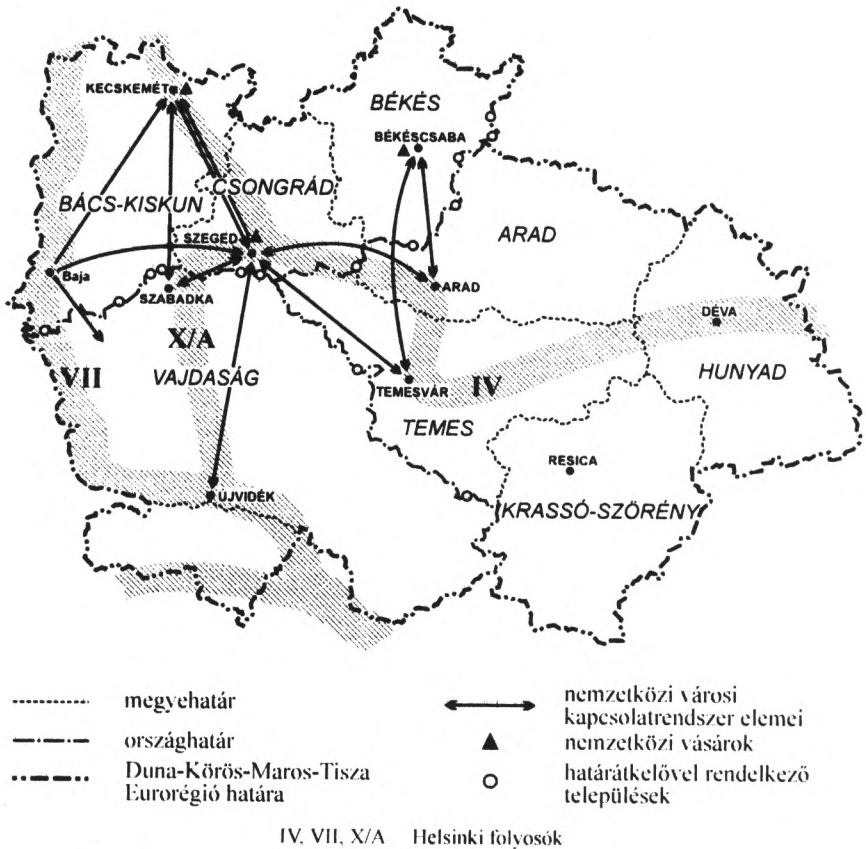 KECSKEMÉT
BÉKÉS
BÉKÉSCSABA
CSONGRÁD
BÁCS-KISKUN
ARAD
SZEGED
Baja
SZABADKA
ARAD
DÉVA
X/A
VII
VAJDASÁG
IV
HUNYAD
TEMESVÁR
TEMES
RESICA
ÚJVIDÉK
KRASSÓ-SZÖRÉNY
megyehatár
országhatár
Duna-Körös-Maros-Tisza
Eurorégió határa
nemzetközi városi
kapcsolatrendszer elemei
nemzetközi vásárok
határátkelővel rendelkező
települések
IV, VII, X/A Helsinki folyosók